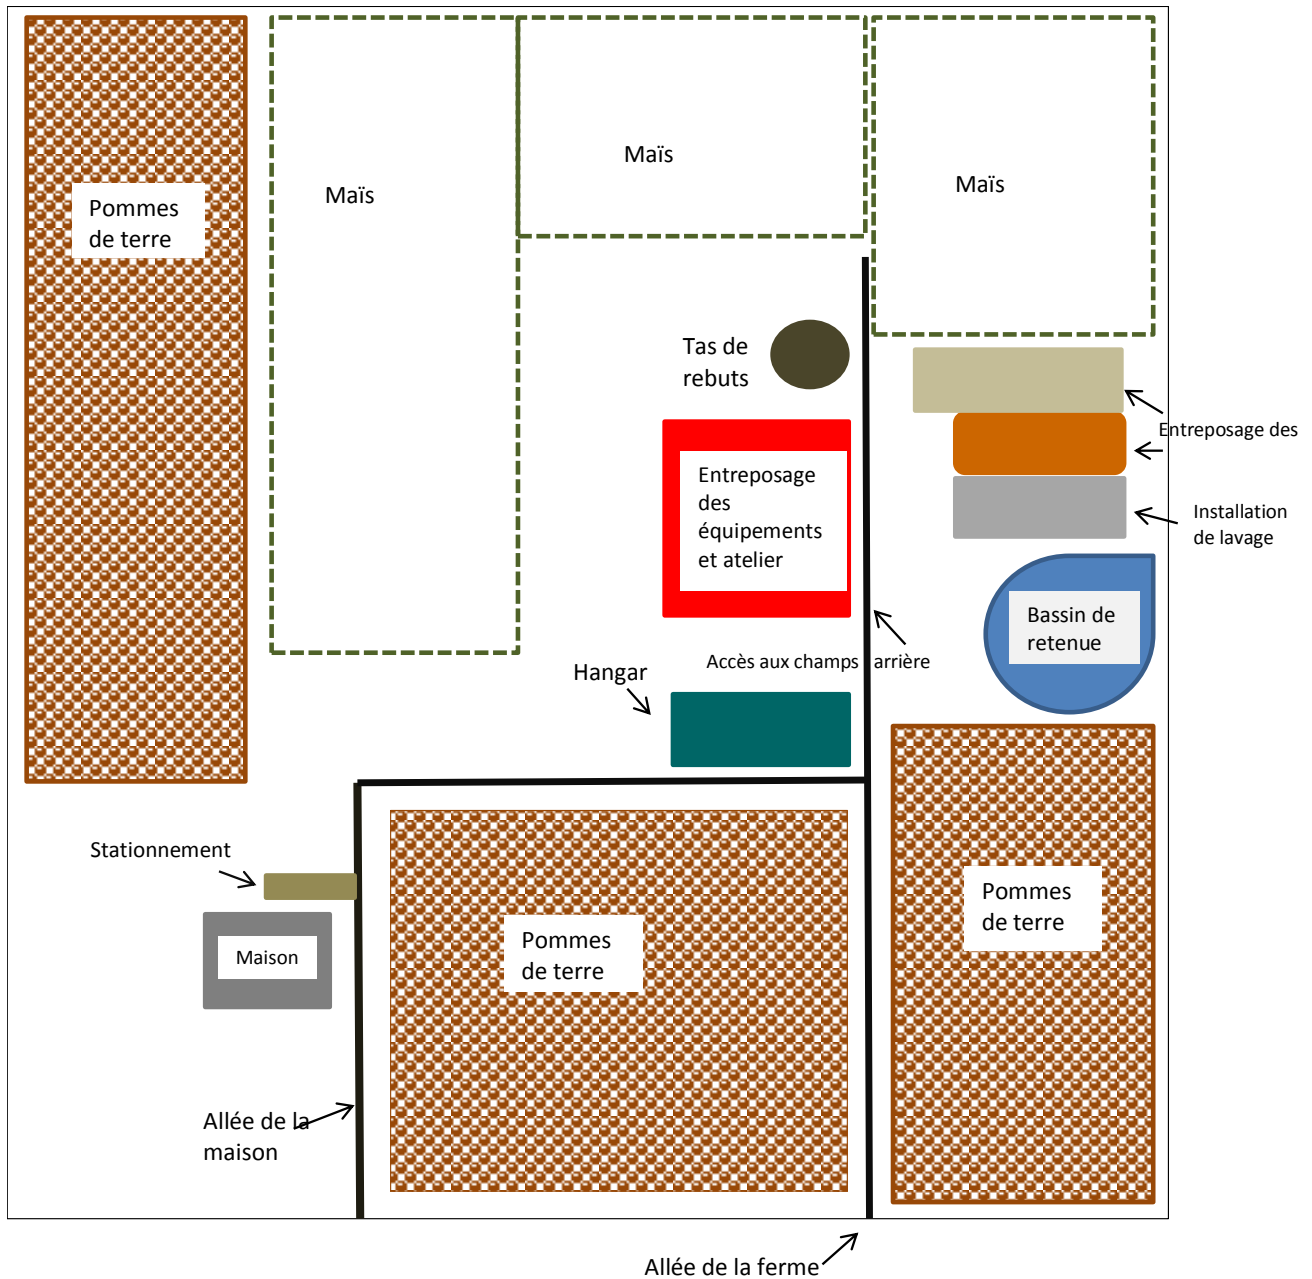 Maïs
Maïs
Maïs
Pommes
de terre
Tas de
rebuts
Entreposage des
Entreposage
des
équipements
et atelier
Installation
de lavage
Bassin de
retenue
Accès aux champs arrière
Hangar
Stationnement
Pommes
de terre
Pommes
de terre
Maison
Allée de la
maison
Allée de la ferme